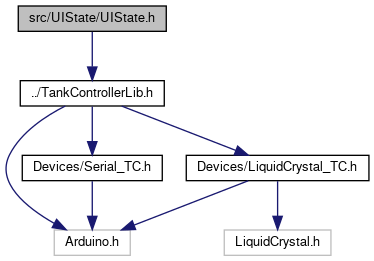 src/UIState/UIState.h
../TankControllerLib.h
Devices/Serial_TC.h
Devices/LiquidCrystal_TC.h
Arduino.h
LiquidCrystal.h